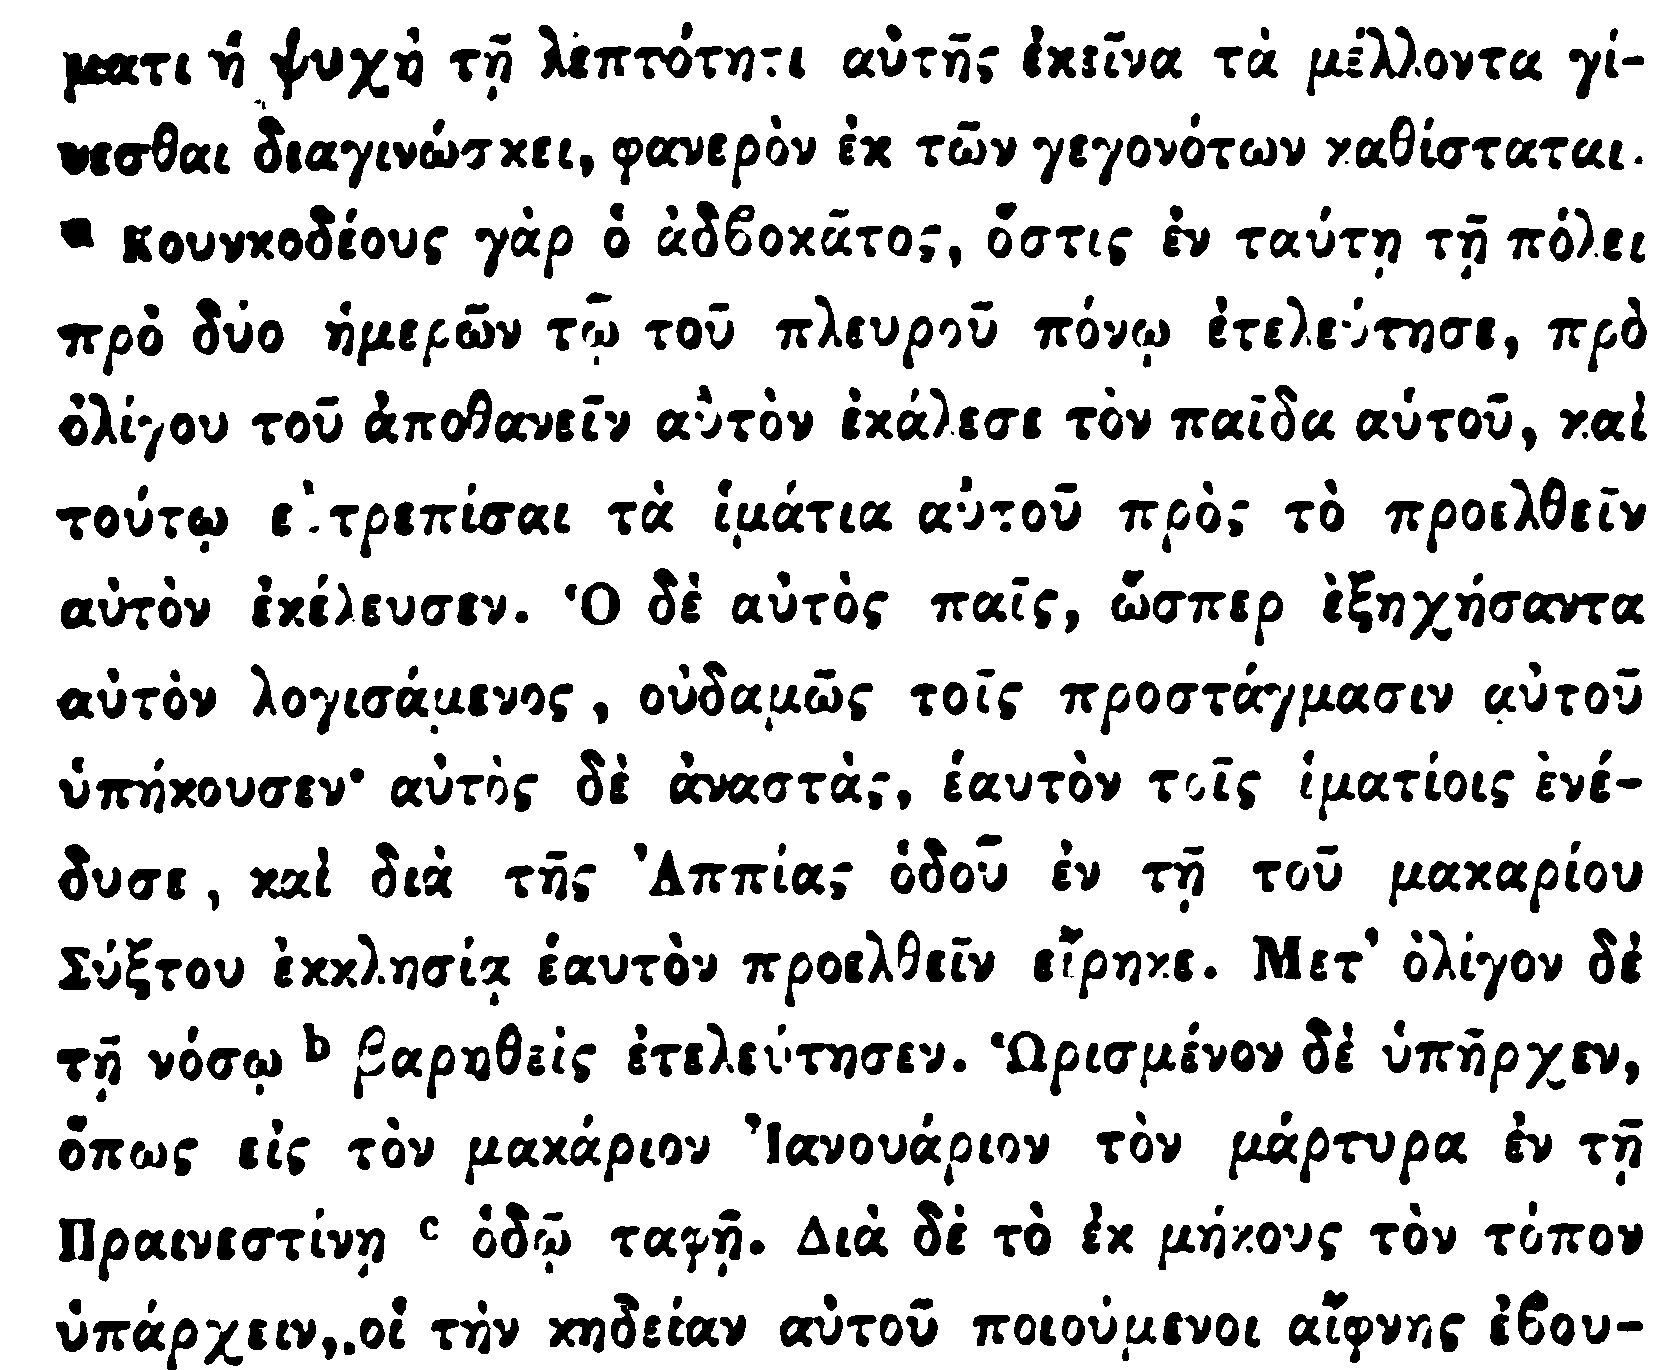 ματι ἡ ψυχὴ τῇ λεπτότητι αὐτῆς ἐκεῖνα τὰ μέλλοντα γί-
νεσθαι διαγινώσκει, φανερὸν ἐκ τῶν γεγονότων καθίσταται.
a Κουνκοδέους γὰρ ὁ ἀδβοκᾶτος, ὅστις ἐν ταύτῃ τῇ πόλει
πρὸ δύο ἡμερῶν τῷ τοῦ πλευροῦ πόνῳ ἐτελεύτησε, πρὸ
ὀλίγου τοῦ ἀποθανεῖν αὐτὸν ἐκάλεσε τὸν παῖδα αὑτοῦ, καὶ
τούτῳ εὐτρεπίσαι τὰ ἱμάτια αὐτοῦ πρὸς τὸ προελθεῖν
αὐτὸν ἐκέλευσεν. Ὁ δὲ αὐτὸς παῖς, ὥσπερ ἐξηχήσαντα
αὐτὸν λογισάμενος, οὐδαμῶς τοῖς προστάγμασιν αὐτοῦ
ὑπήκουσεν· αὐτὸς δὲ ἀναστὰς, ἑαυτὸν τοῖς ἱματίοις ἐνέ-
δυσε, καὶ διὰ τῆς Ἀππίας ὁδοῦ ἐν τῇ τοῦ μακαρίου
Σύξτου ἐκκλησίᾳ ἑαυτὸν προελθεῖν εἴρηκε. Μετ' ὀλίγον δὲ
τῇ νόσῳ b βαρηθεὶς ἐτελεύτησεν. Ὡρισμένον δὲ ὑπῆρχεν,
ὅπως εἰς τὸν μακάριον Ἰανουάριον τὸν μάρτυρα ἐν τῇ
Πραινεστίνῃ c ὁδῷ ταφῇ. Διὰ δὲ τὸ ἐκ μήκους τὸν τόπον
ὑπάρχειν, οἱ τὴν κηδείαν αὐτοῦ ποιούμενοι αἴφνης ἐβου-